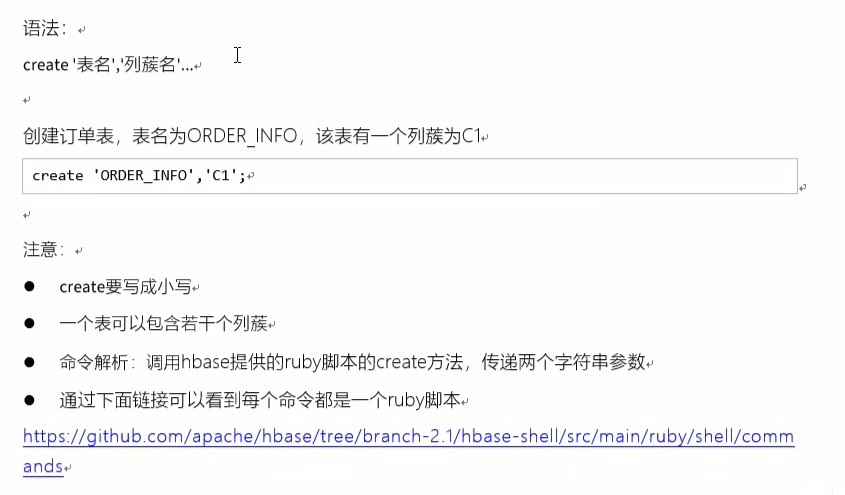 语法：
create '表名','列蔟名'...
创建订单表，表名为ORDER_INFO，该表有一个列蔟为C1
create 'ORDER_INFO','C1';
注意：
● create要写成小写
● 一个表可以包含若干个列蔟
● 命令解析：调用hbase提供的ruby脚本的create方法，传递两个字符串参数
● 通过下面链接可以看到每个命令都是一个ruby脚本
https://github.com/apache/hbase/tree/branch-2.1/hbase-shell/src/main/ruby/shell/comm
ands